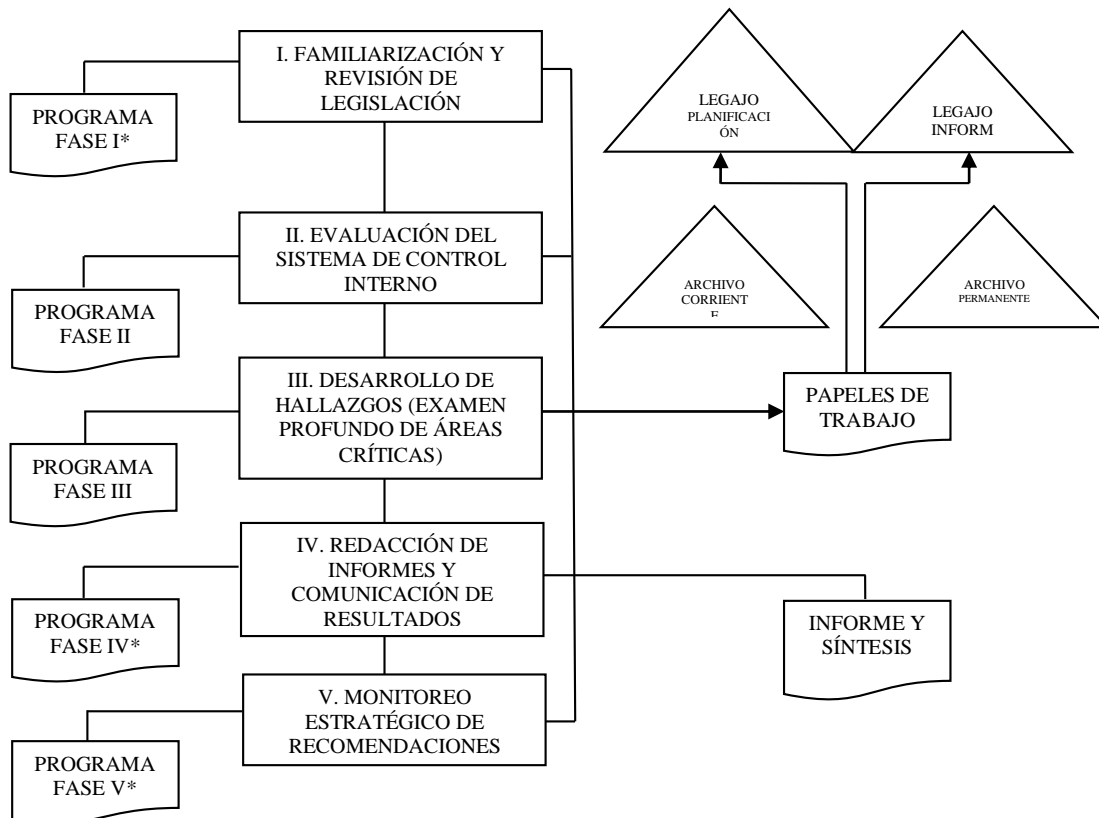 I. FAMILIARIZACIÓN Y
REVISIÓN DE
LEGISLACIÓN
PROGRAMA
FASE I*
II. EVALUACIÓN DEL
SISTEMA DE CONTROL
INTERNO
PROGRAMA
FASE II
III. DESARROLLO DE
HALLAZGOS (EXAMEN
PROFUNDO DE ÁREAS
CRÍTICAS)
PROGRAMA
FASE III
IV. REDACCIÓN DE
INFORMES Y
COMUNICACIÓN DE
RESULTADOS
PROGRAMA
FASE IV*
V. MONITOREO
ESTRATÉGICO DE
RECOMENDACIONES
PROGRAMA
FASE V*
LEGAJO
PLANIFICACI
ÓN
LEGAJO
INFORM
ARCHIVO
CORRIENT
E
ARCHIVO
PERMANENTE
PAPELES DE
TRABAJO
INFORME Y
SÍNTESIS